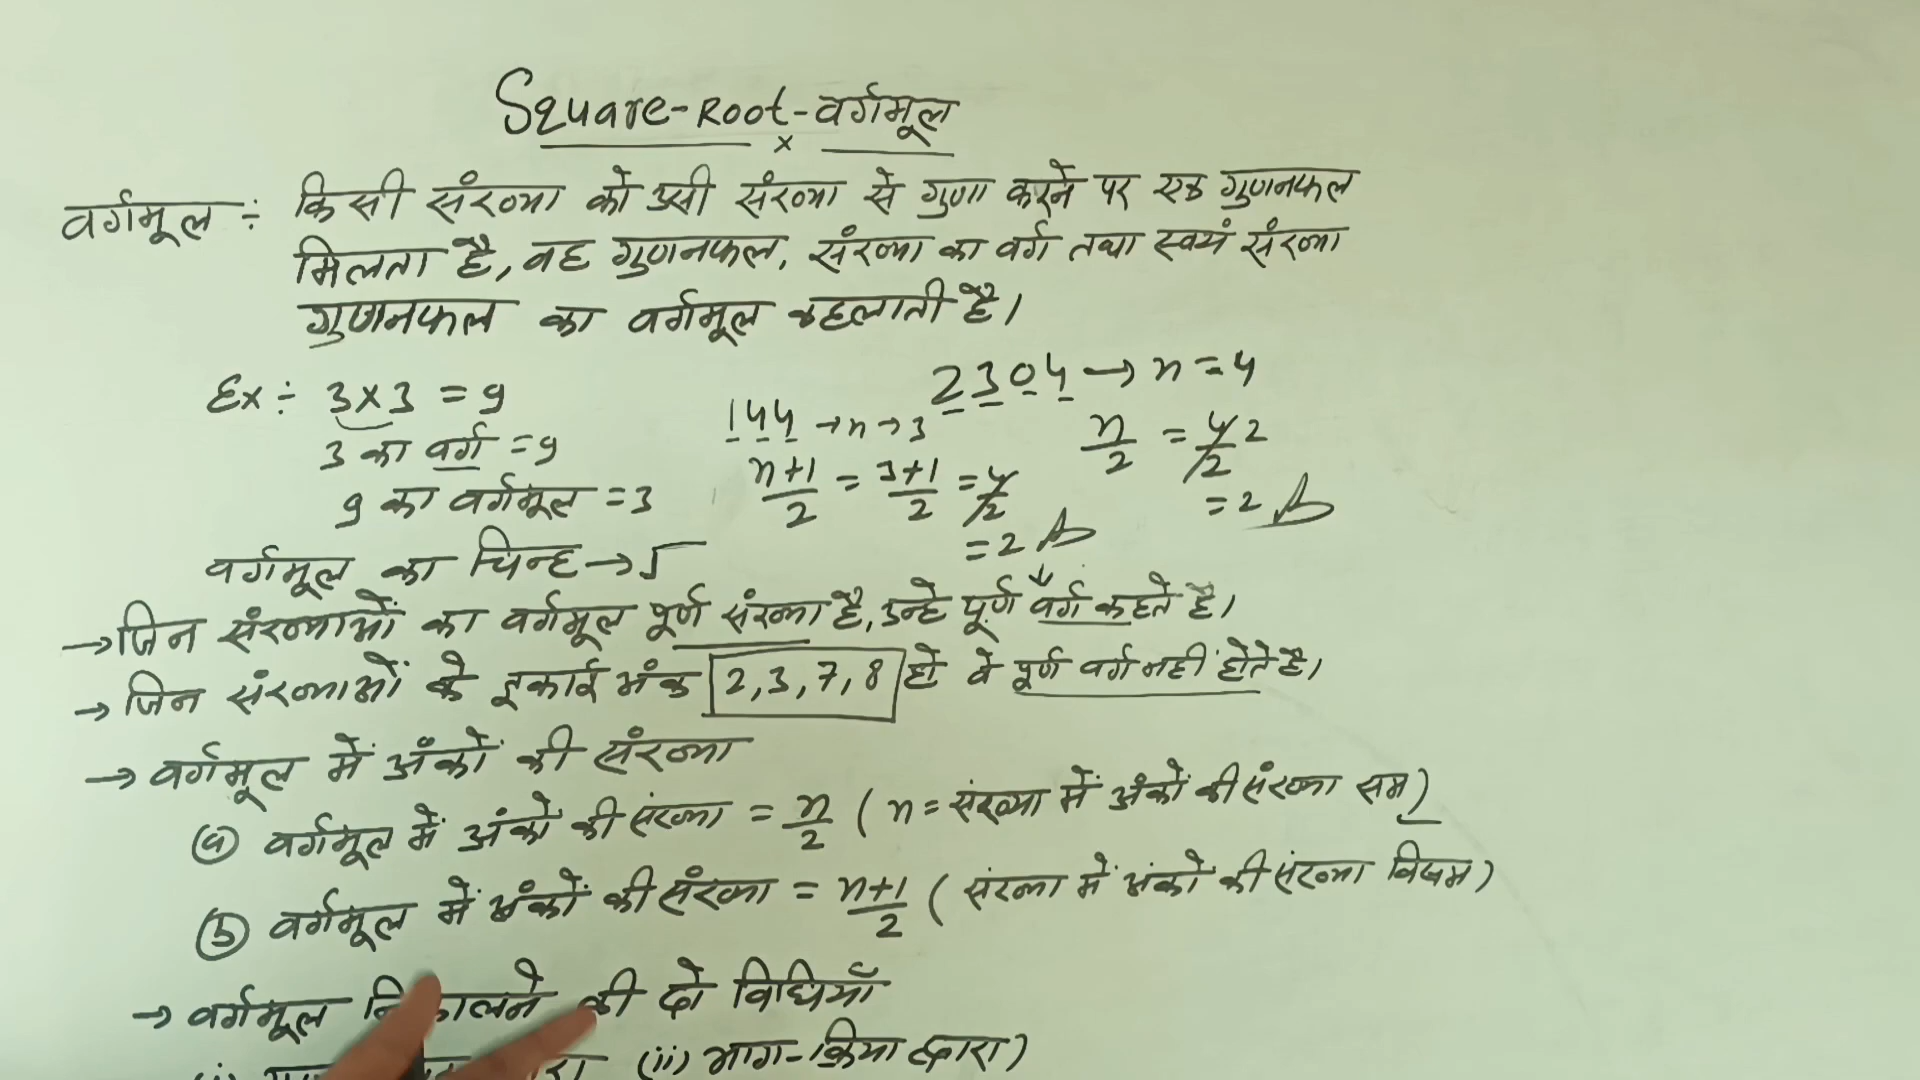 Square-Root-वर्गमूल
वर्गमूल ÷ किसी संख्या को उसी संख्या से गुणा करने पर एक गुणनफल
मिलता है, वह गुणनफल, संख्या का वर्ग तथा स्वयं संख्या
गुणनफल का वर्गमूल कहलाती है।
Ex ÷ 3×3 = 9
3 का वर्ग = 9
9 का वर्गमूल = 3
144 → n → 3
n+1/2 = 3+1/2 = 4/2
= 2
2304 → n = 4
n/2 = 4/2 2
= 2
वर्गमूल का चिन्ह → √
→ जिन संख्याओं का वर्गमूल पूर्ण संख्या है, उन्हे पूर्ण वर्ग कहते है।
→ जिन संख्याओं के इकाई अंक 2, 3, 7, 8 हो वे पूर्ण वर्ग नही होते है।
→ वर्गमूल में अंकों की संख्या
(a) वर्गमूल में अंकों की संख्या = n/2 ( n = संख्या में अंकों की संख्या सम )
(b) वर्गमूल में अंकों की संख्या = n+1/2 ( संख्या में अंकों की संख्या विषम )
→ वर्गमूल की दो विधियाँ
(ii) भाग-क्रिया द्वारा )